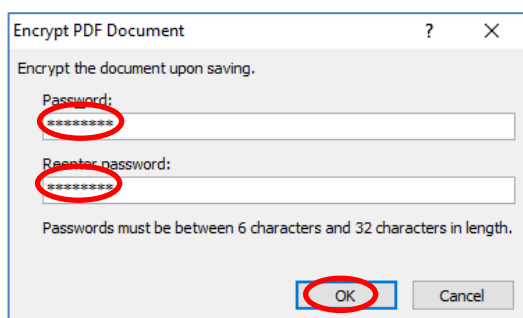 Encrypt PDF Document ? X
Encrypt the document upon saving.
Password:
********
Reenter password:
********
Passwords must be between 6 characters and 32 characters in length.
OK Cancel